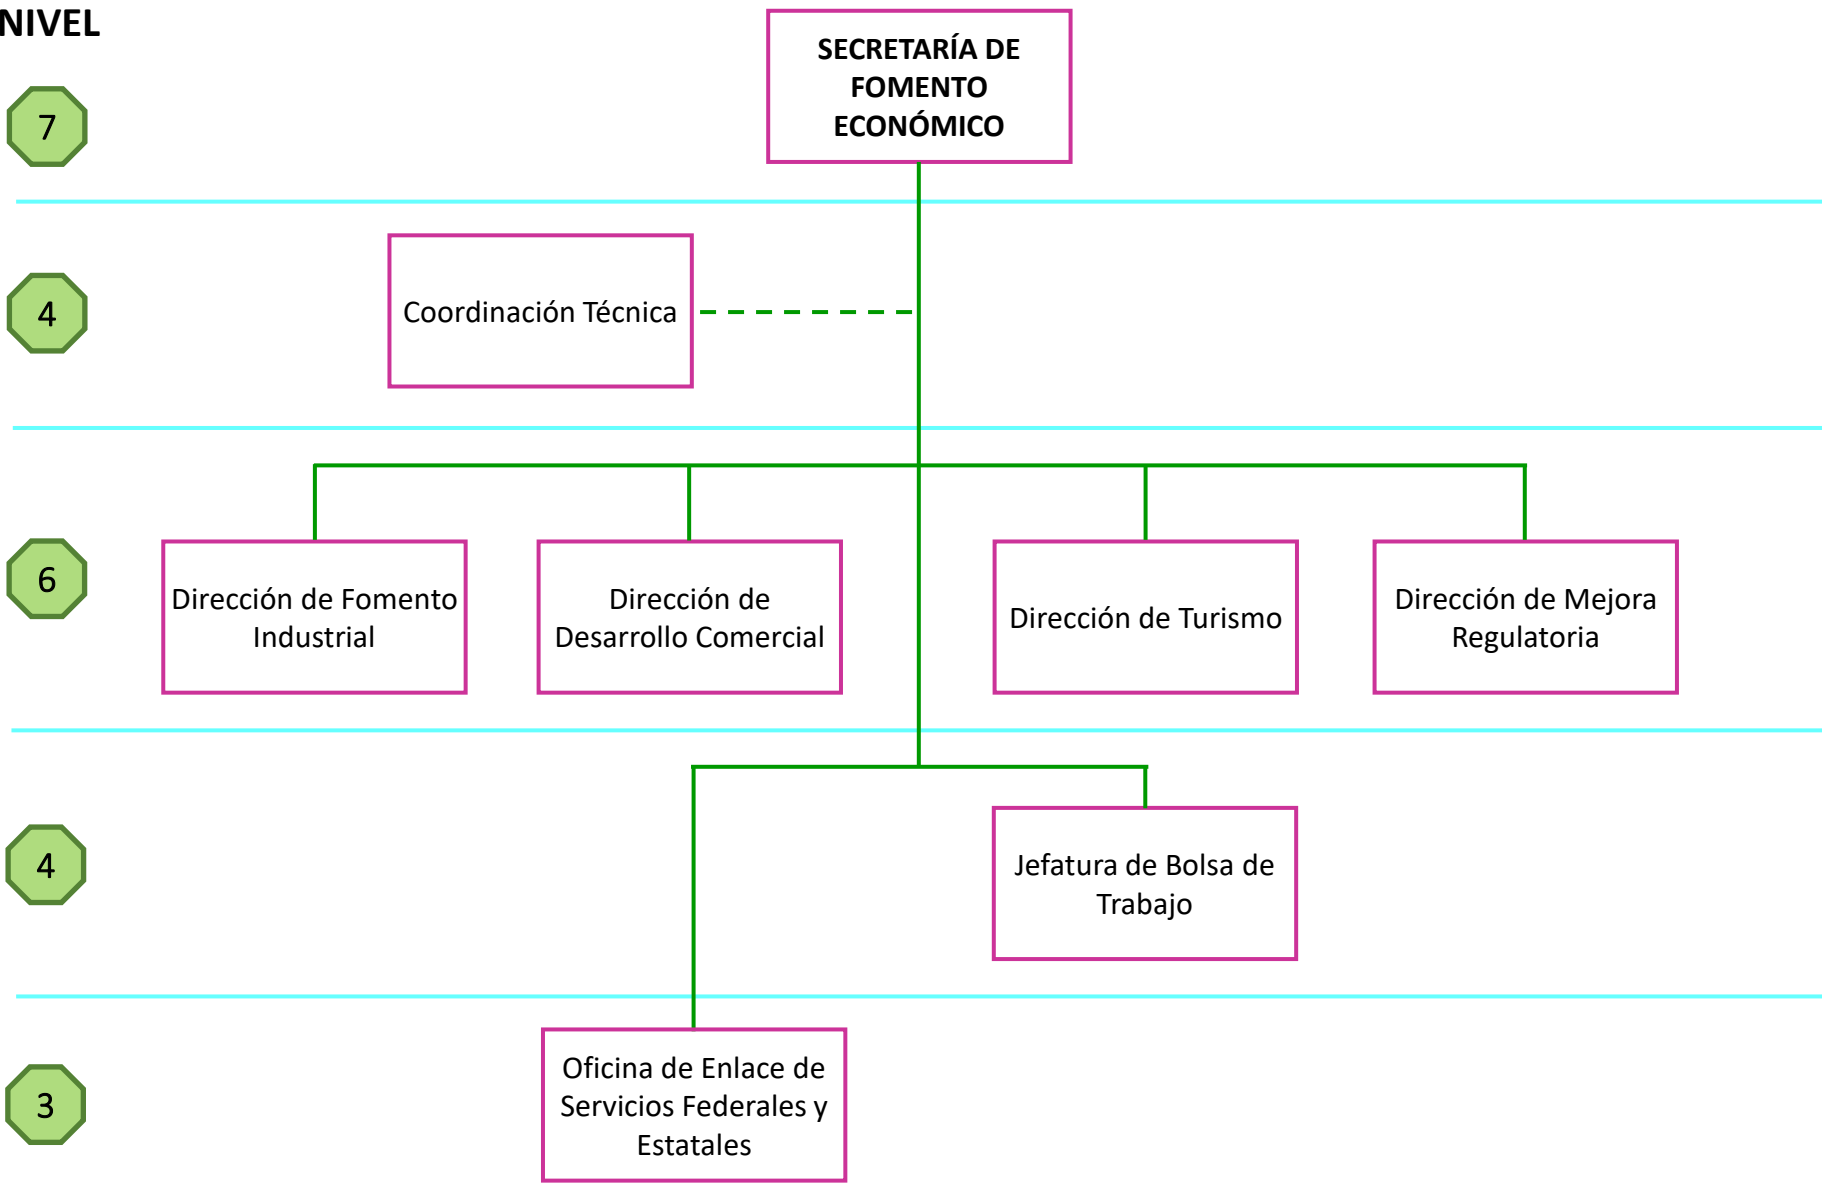 NIVEL
SECRETARÍA DE
FOMENTO
ECONÓMICO
7
4
Coordinación Técnica
6
Dirección de Fomento
Industrial
Dirección de
Desarrollo Comercial
Dirección de Turismo
Dirección de Mejora
Regulatoria
4
Jefatura de Bolsa de
Trabajo
3
Oficina de Enlace de
Servicios Federales y
Estatales